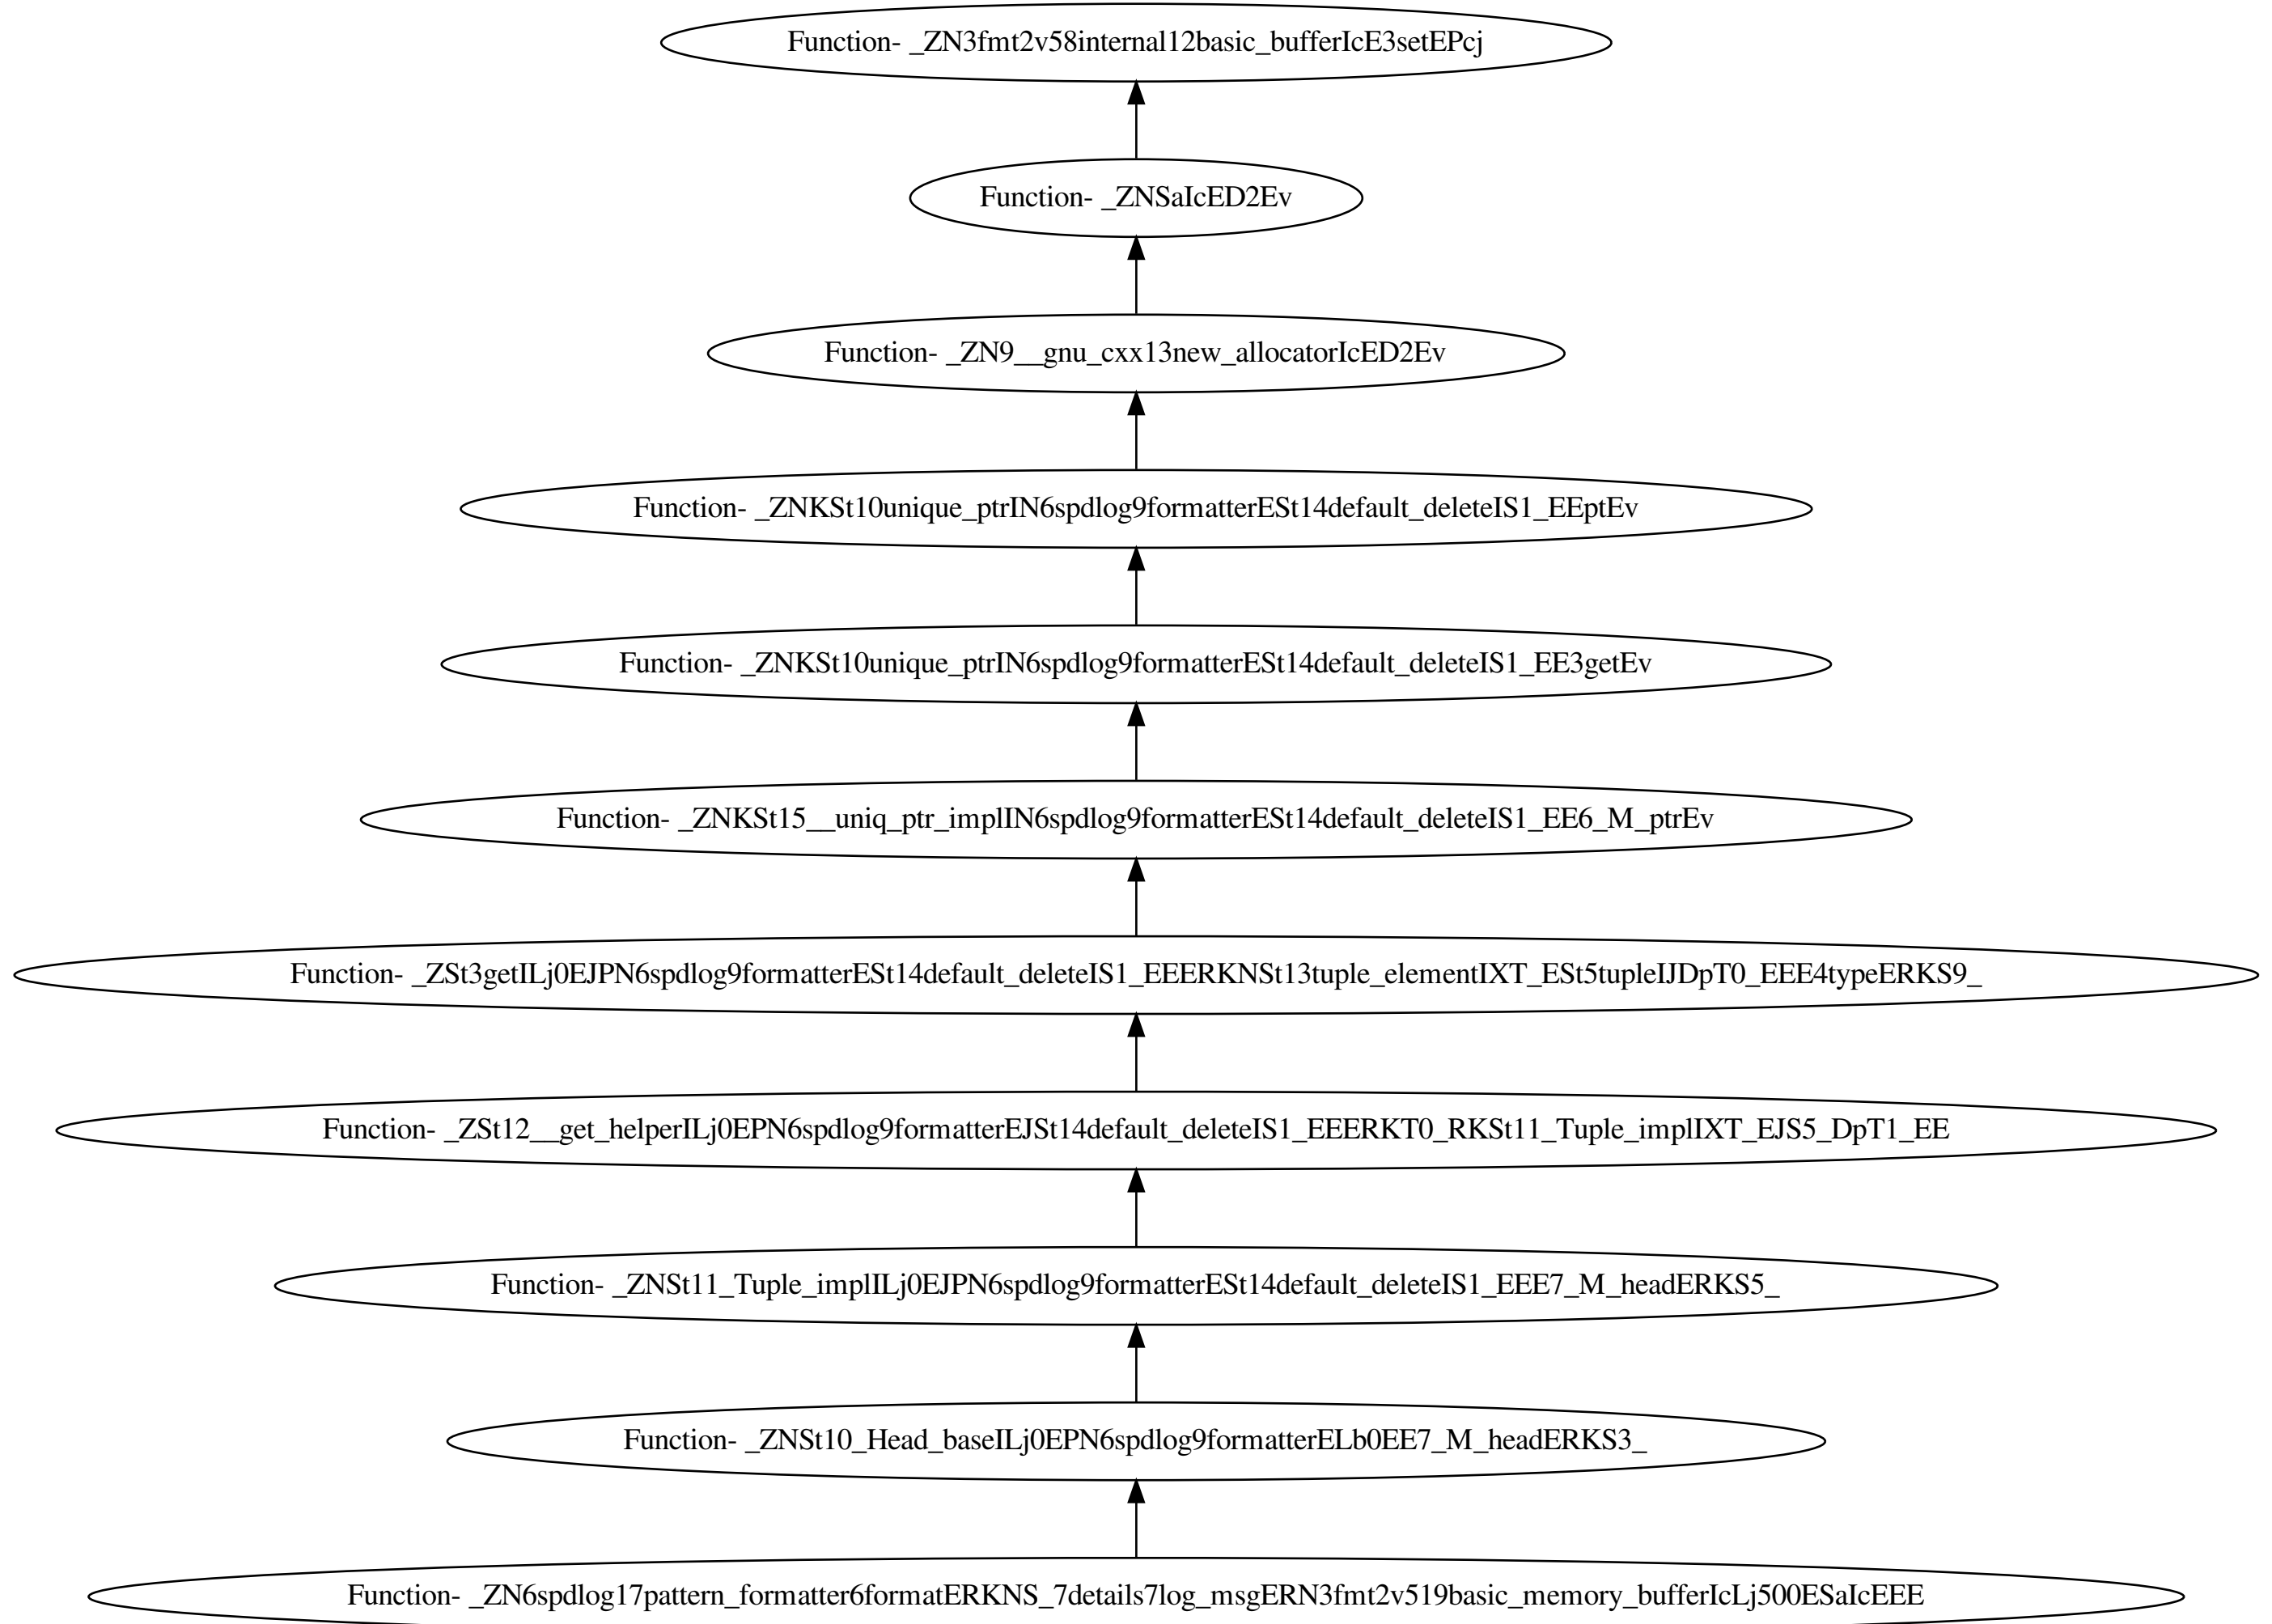 Function- _ZN3fmt2v58internal12basic_bufferIcE3setEPcj
Function- _ZNSaIcED2Ev
Function- _ZN9__gnu_cxx13new_allocatorIcED2Ev
Function- _ZNKSt10unique_ptrIN6spdlog9formatterESt14default_deleteIS1_EEptEv
Function- _ZNKSt10unique_ptrIN6spdlog9formatterESt14default_deleteIS1_EE3getEv
Function- _ZNKSt15__uniq_ptr_implIN6spdlog9formatterESt14default_deleteIS1_EE6_M_ptrEv
Function- _ZSt3getILj0EJPN6spdlog9formatterESt14default_deleteIS1_EEERKNSt13tuple_elementIXT_ESt5tupleIJDpT0_EEE4typeERKS9_
Function- _ZSt12__get_helperILj0EPN6spdlog9formatterEJSt14default_deleteIS1_EEERKT0_RKSt11_Tuple_implIXT_EJS5_DpT1_EE
Function- _ZNSt11_Tuple_implILj0EJPN6spdlog9formatterESt14default_deleteIS1_EEE7_M_headERKS5_
Function- _ZNSt10_Head_baseILj0EPN6spdlog9formatterELb0EE7_M_headERKS3_
Function- _ZN6spdlog17pattern_formatter6formatERKNS_7details7log_msgERN3fmt2v519basic_memory_bufferIcLj500ESaIcEEE